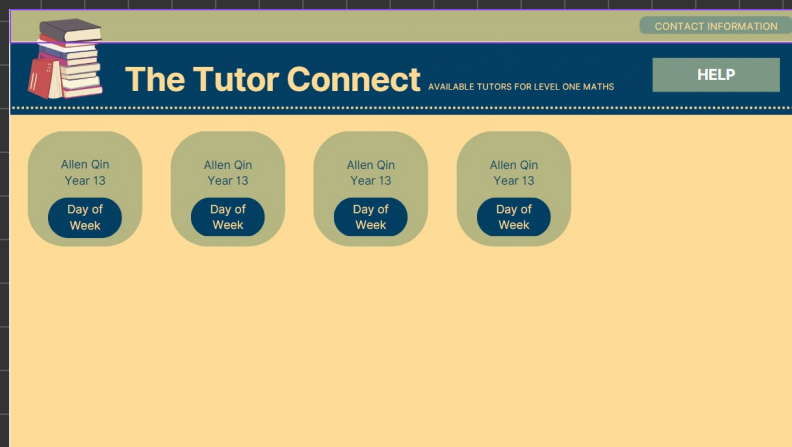 CONTACT INFORMATION
The Tutor Connect
AVAILABLE TUTORS FOR LEVEL ONE MATHS
HELP
Allen Qin
Year 13
Day of
Week
Allen Qin
Year 13
Day of
Week
Allen Qin
Year 13
Day of
Week
Allen Qin
Year 13
Day of
Week